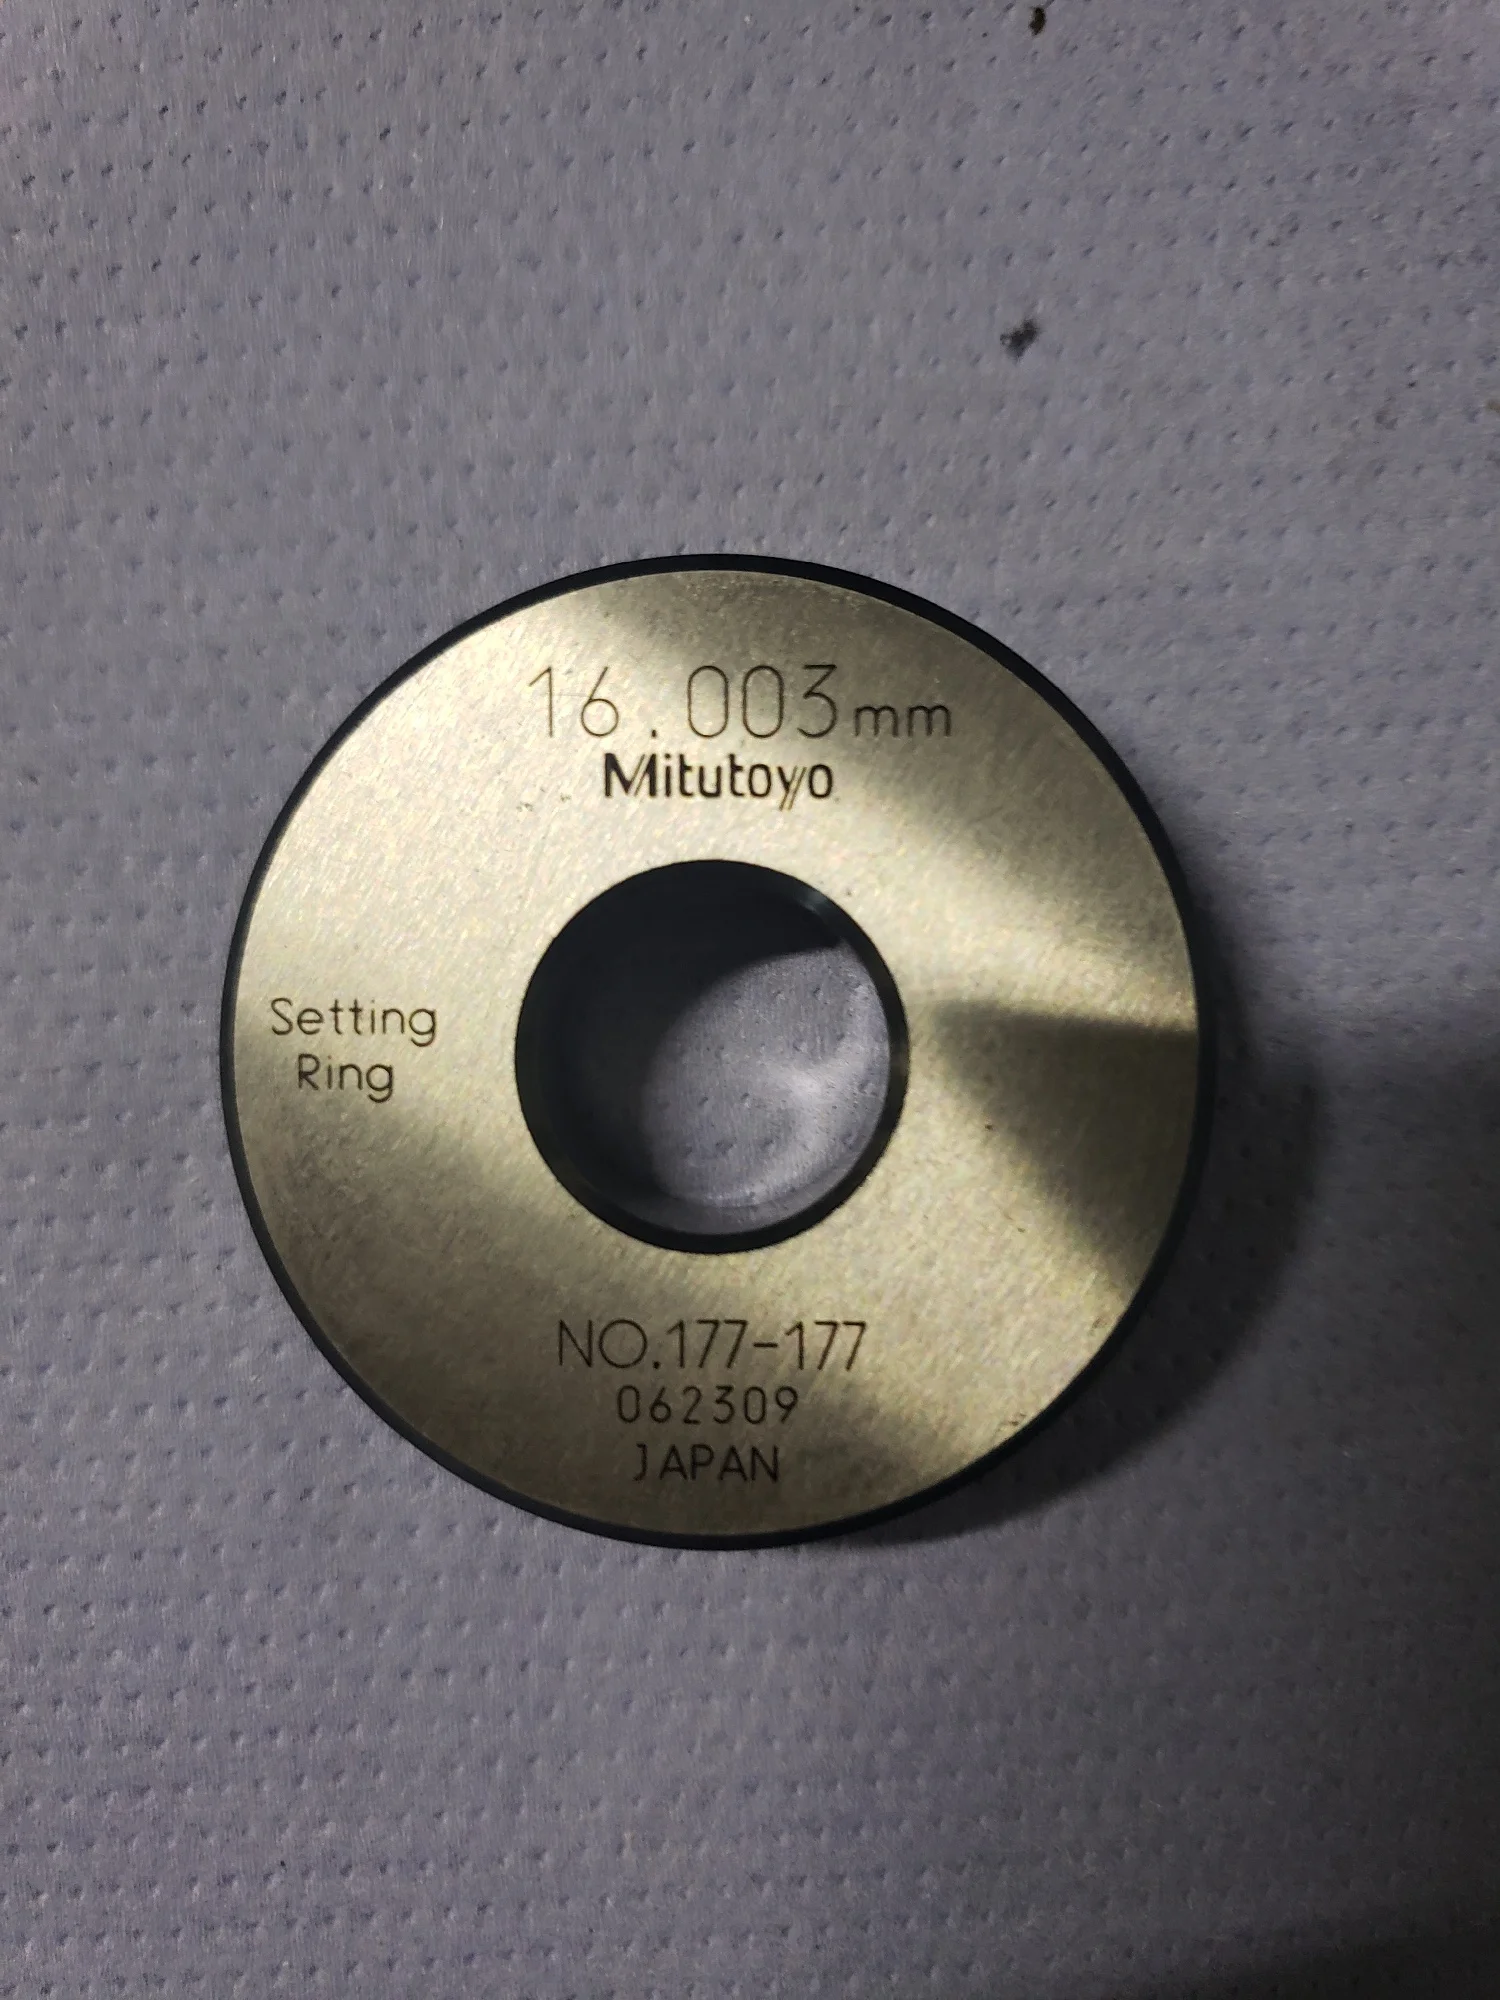 16.003mm
Mitutoyo
Setting
Ring
NO.177-177
062309
JAPAN